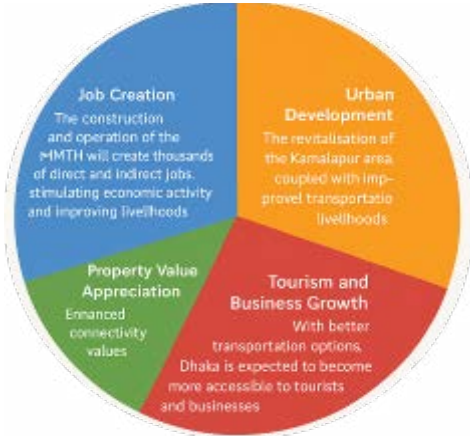 Job Creation
The construction
and operation of the
MMTH will create thousands
of direct and indirect jobs.
stimulating economic activity
and improving livelihoods
Urban
Development
The revitalisation of
the Kamalapur area
coupled with imp-
provel transportatio
livelihoods
Property Value
Appreciation
Enhanced
connectivity
values
Tourism and
Business Growth
With better
transportation options,
Dhaka is expected to become
more accessible to tourists
and businesses